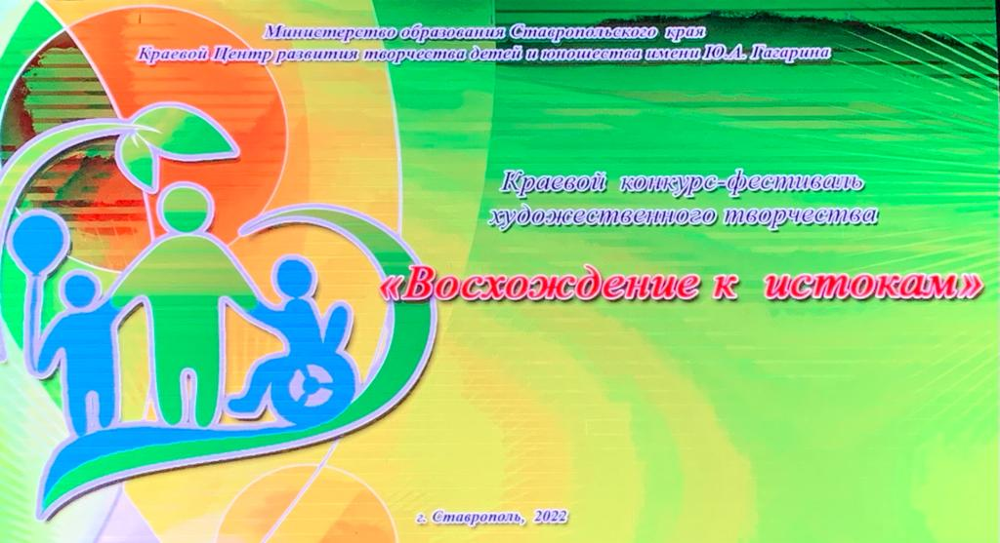 Министерство образования Ставропольского края
Краевой Центр развития творчества детей и юношества имени Ю.А. Гагарина
Краевой конкурс-фестиваль
художественного творчества
«Восхождение к истокам»
г. Ставрополь, 2022